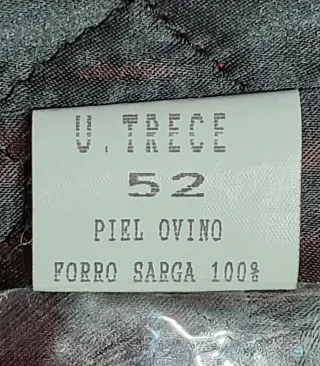 U.TRECE
52
PIEL OVINO
FORRO SARGA 100%